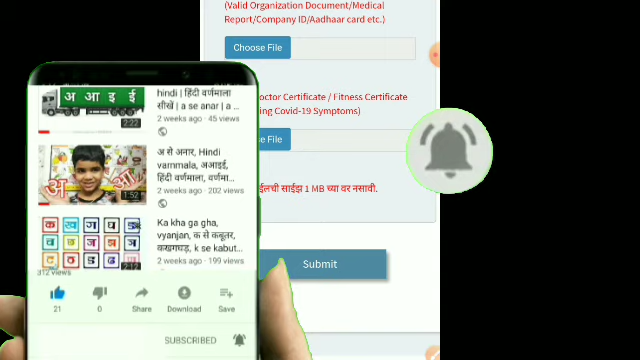 (Valid Organization Document/Medical
Report/Company ID/Aadhaar card etc.)
Choose File
octor Certificate / Fitness Certificate
ing Covid-19 Symptoms)
File
ईलची साईझ 1 MB च्या वर नसावी.
Submit
अ आ इ ई
2:22
hindi | हिंदी वर्णमाला
सीखें | a se anar | a ...
2 weeks ago · 45 views
अ आ
1:52
अ से अनार, Hindi
varnmala, अआइई,
हिंदी वर्णमाला, वर्णमा...
2 weeks ago · 202 views
क ख ग घ ङ
च छ ज झ ञ
ट ठ ड ढ
2:12
Ka kha ga gha,
vyanjan, क से कबूतर,
कखगघड़, k se kabut...
2 weeks ago · 199 views
312 views
21
0
Share
Download
Save
SUBSCRIBED